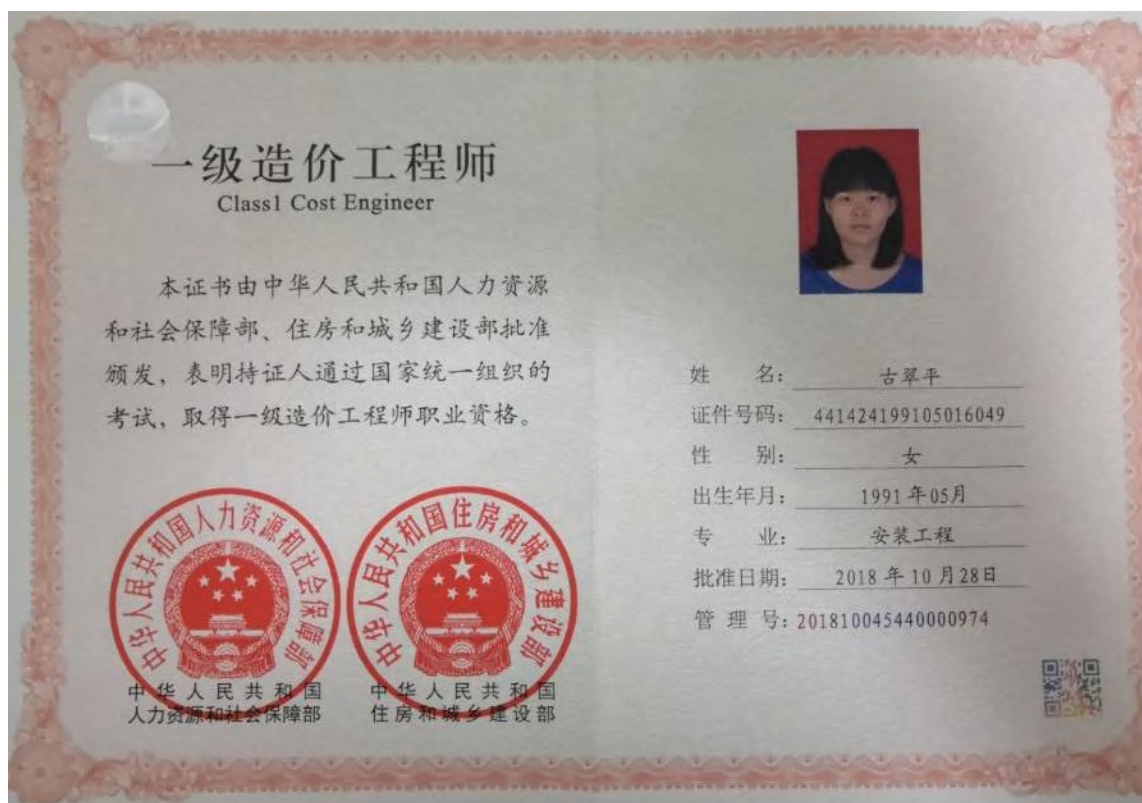 一级造价工程师
Class1 Cost Engineer
本证书由中华人民共和国人力资源
和社会保障部、住房和城乡建设部批准
颁发，表明持证人通过国家统一组织的
考试，取得一级造价工程师职业资格。
中华人民共和国人力资源和社会保障部
中华人民共和国
人力资源和社会保障部
中华人民共和国住房和城乡建设部
中华人民共和国
住房和城乡建设部
姓 名：古翠平
证件号码：441424199105016049
性 别：女
出生年月：1991年05月
专 业：安装工程
批准日期：2018年10月28日
管 理 号：201810045440000974